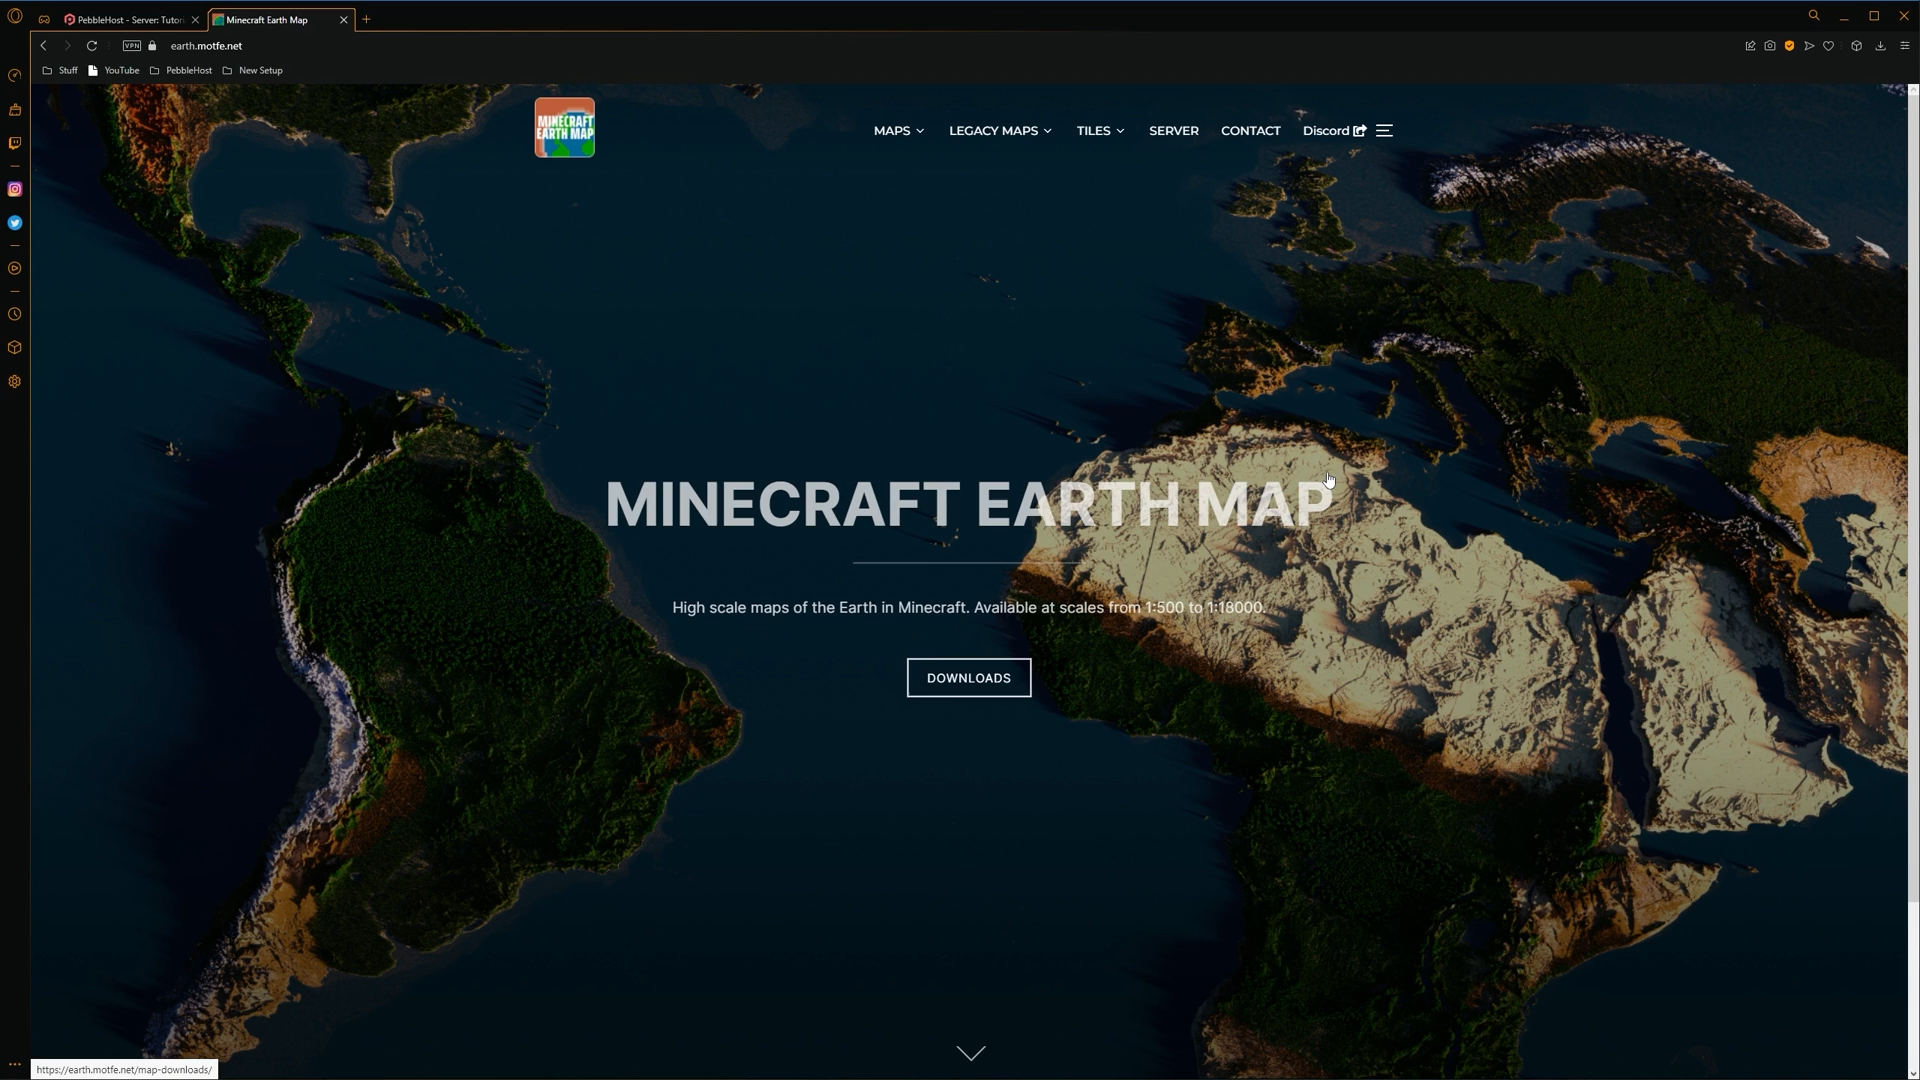 PebbleHost - Server: Tutori
Minecraft Earth Map
VPN
earth.motfe.net
Stuff
YouTube
PebbleHost
New Setup
MINECRAFT
EARTH MAP
MAPS
LEGACY MAPS
TILES
SERVER
CONTACT
Discord
MINECRAFT EARTH MAP
High scale maps of the Earth in Minecraft. Available at scales from 1:500 to 1:18000.
DOWNLOADS
https://earth.motfe.net/map-downloads/